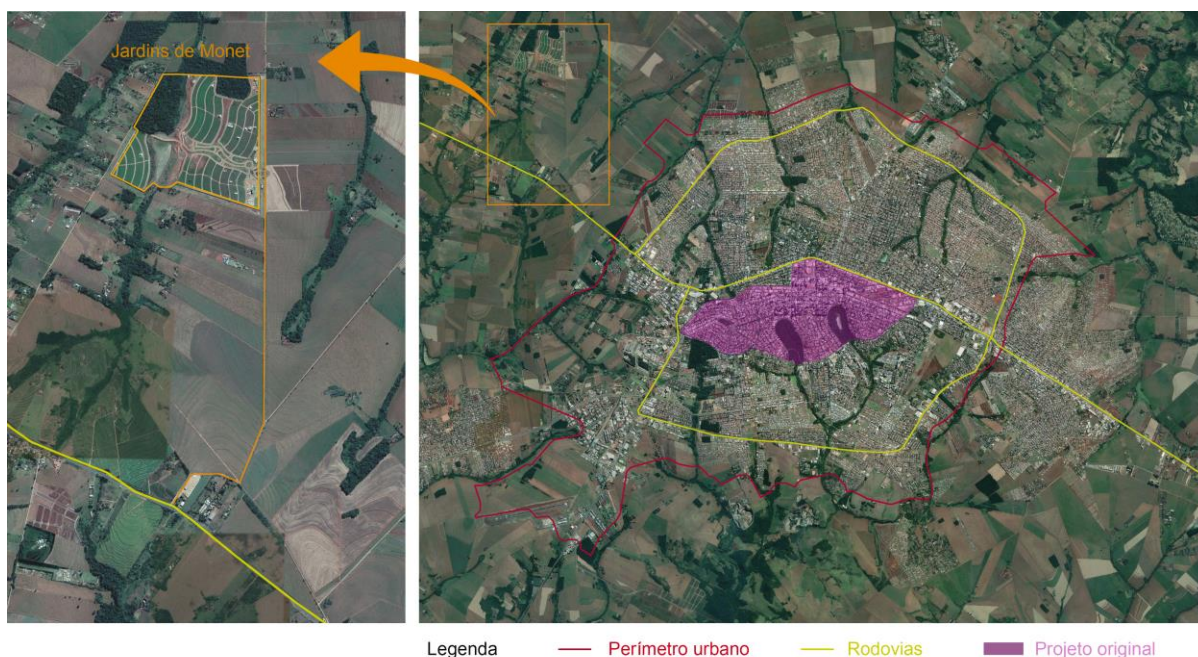 Jardins de Monet
Legenda
Perímetro urbano
Rodovias
Projeto original